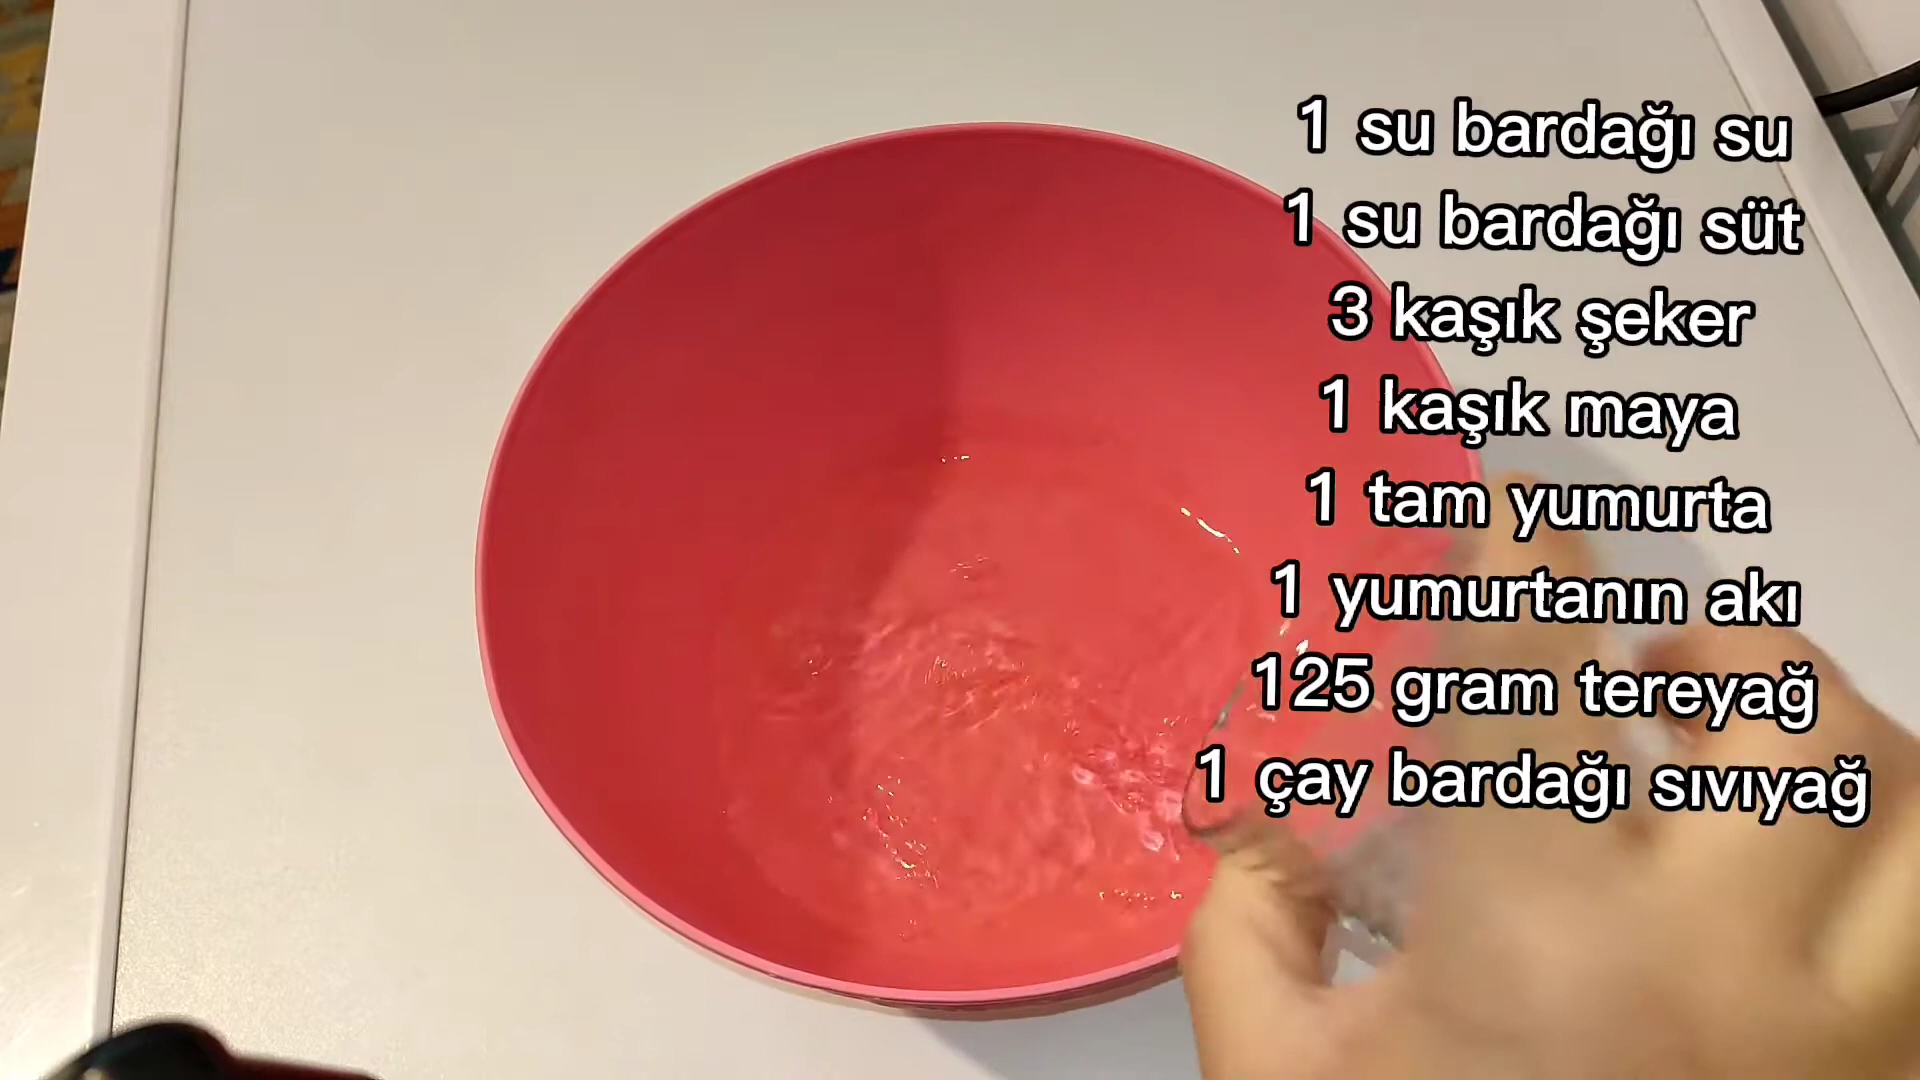 1 su bardağı su
1 su bardağı süt
3 kaşık şeker
1 kaşık maya
1 tam yumurta
1 yumurtanın akı
125 gram tereyağ
1 çay bardağı sıvıyağ